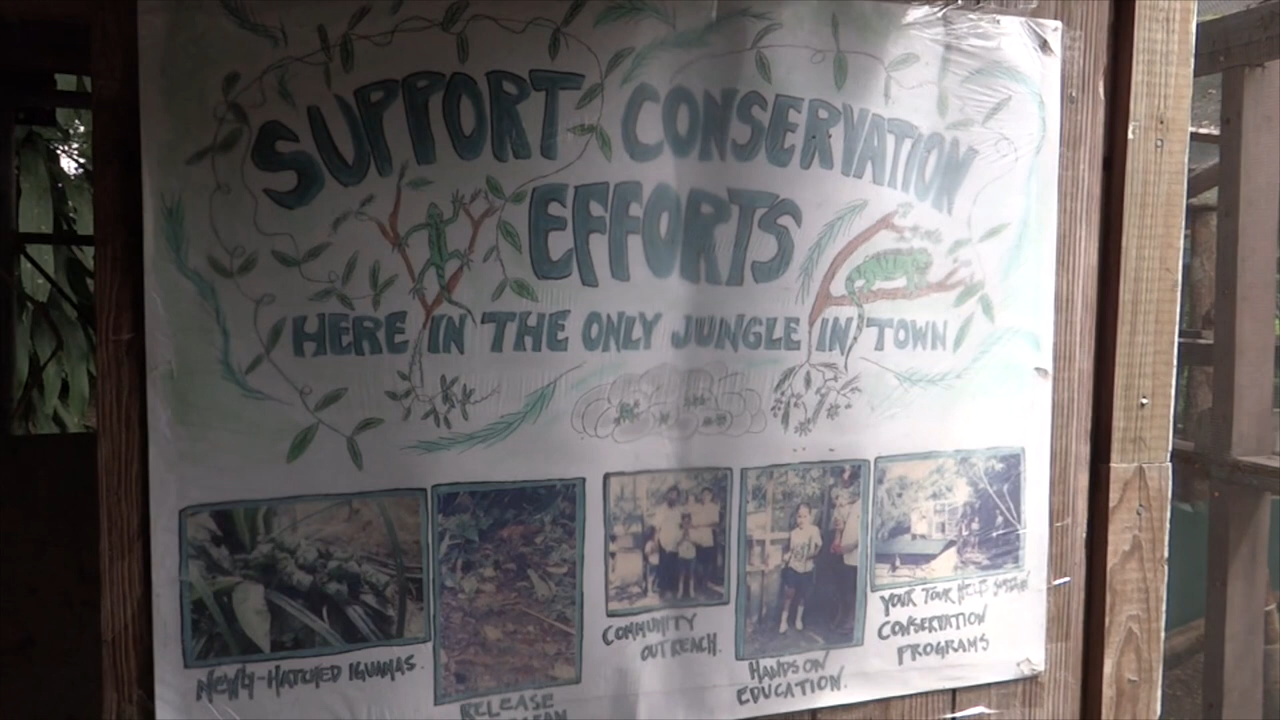 SUPPORT CONSERVATION
EFFORTS
HERE IN THE ONLY JUNGLE IN TOWN
NEWLY-HATCHED IGUANAS.
RELEASE
COMMUNITY
OUTREACH.
HANDS ON
EDUCATION.
YOUR TOUR HELPS SUSTAIN
CONSERVATION
PROGRAMS